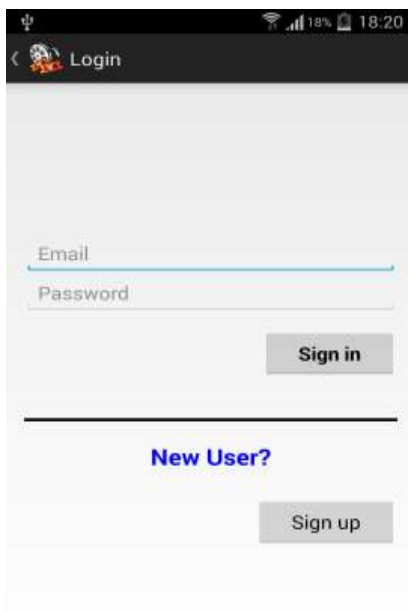 18% 18:20
Login
Email
Password
Sign in
New User?
Sign up